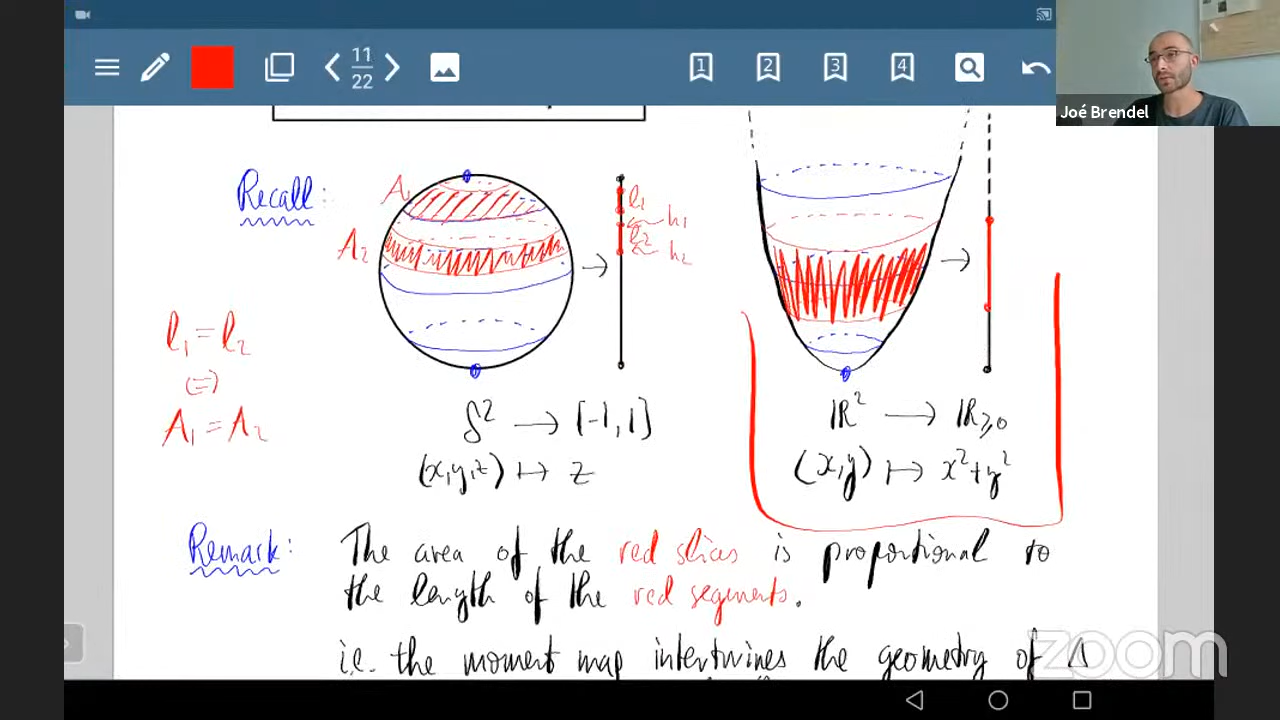 11
22
1
2
3
4
Joé Brendel
Recall:
A₁
A₂
l₁
h₁
l₂
h₂
l₁ = l₂
(=)
A₁ = A₂
S² → [-1,1]
(x,y,z) ↦ z
ℝ² → ℝ≥0
(x,y) ↦ x²+y²
Remark: The area of the red slices is proportional to
the length of the red segments.
i.e. the moment map intertwines the geometry of Δ
zoom